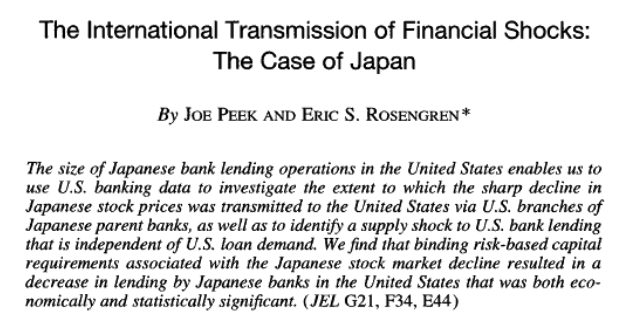 The International Transmission of Financial Shocks:
The Case of Japan
By JOE PEEK AND ERIC S. ROSENGREN*
The size of Japanese bank lending operations in the United States enables us to
use U.S. banking data to investigate the extent to which the sharp decline in
Japanese stock prices was transmitted to the United States via U.S. branches of
Japanese parent banks, as well as to identify a supply shock to U.S. bank lending
that is independent of U.S. loan demand. We find that binding risk-based capital
requirements associated with the Japanese stock market decline resulted in a
decrease in lending by Japanese banks in the United States that was both eco-
nomically and statistically significant. (JEL G21, F34, E44)